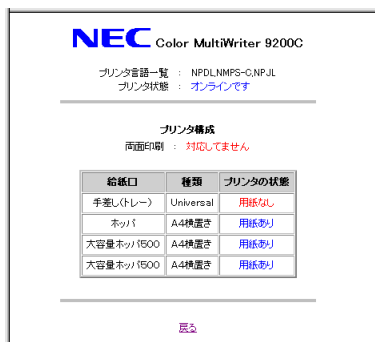 NEC Color MultiWriter 9200C
プリンタ言語一覧 : NPDL,NMPS-C,NPJL
プリンタ状態 : オンラインです
プリンタ構成
両面印刷 : 対応してません
給紙口 種類 プリンタの状態
手差し(トレー) Universal 用紙なし
ホッパ A4横置き 用紙あり
大容量ホッパ500 A4横置き 用紙あり
大容量ホッパ500 A4横置き 用紙あり
戻る